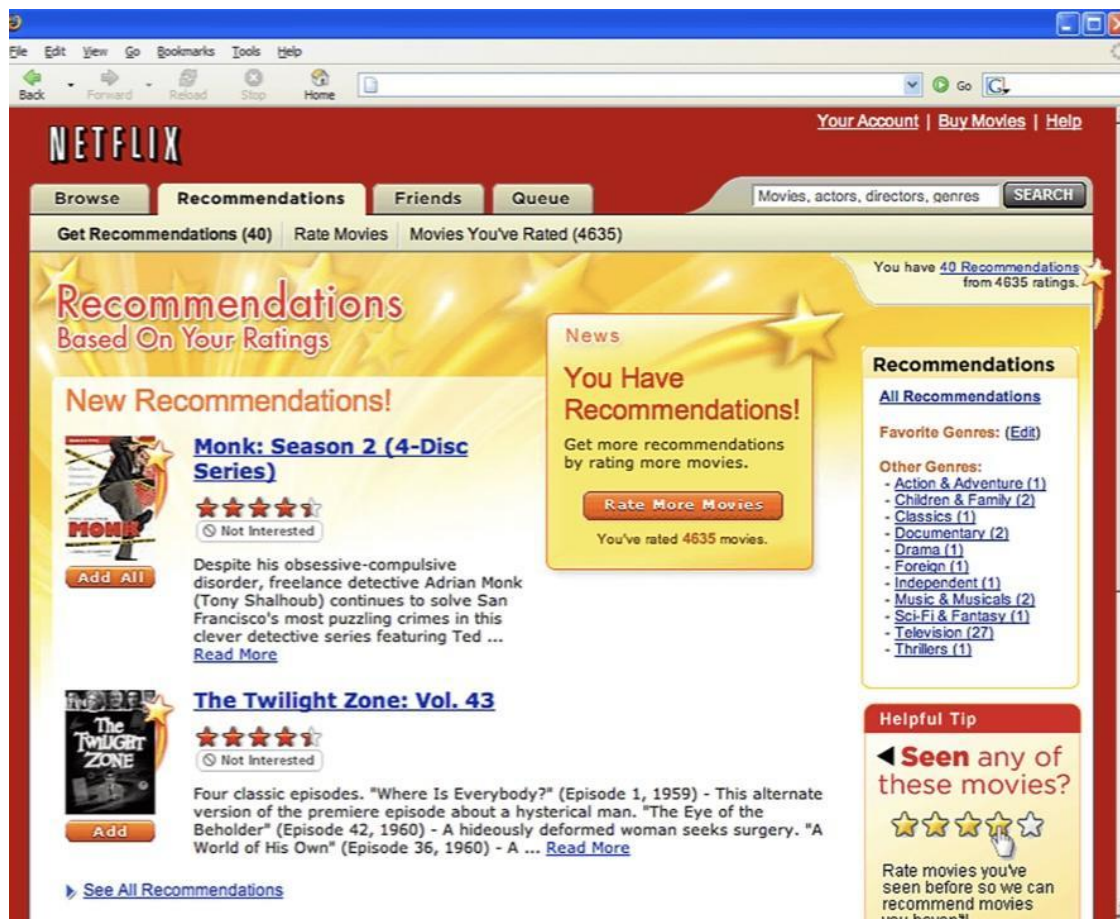 File Edit View Go Bookmarks Tools Help
Back Forward Reload Stop Home Go
NETFLIX
Your Account | Buy Movies | Help
Browse Recommendations Friends Queue
Movies, actors, directors, genres SEARCH
Get Recommendations (40) Rate Movies Movies You've Rated (4635)
You have 40 Recommendations
from 4635 ratings.
Recommendations
Based On Your Ratings
New Recommendations!
MONK
Add All
Monk: Season 2 (4-Disc
Series)
Not Interested
Despite his obsessive-compulsive
disorder, freelance detective Adrian Monk
(Tony Shalhoub) continues to solve San
Francisco's most puzzling crimes in this
clever detective series featuring Ted ...
Read More
News
You Have
Recommendations!
Get more recommendations
by rating more movies.
Rate More Movies
You've rated 4635 movies.
The
Twilight
Zone
Add
The Twilight Zone: Vol. 43
Not Interested
Four classic episodes. "Where Is Everybody?" (Episode 1, 1959) - This alternate
version of the premiere episode about a hysterical man. "The Eye of the
Beholder" (Episode 42, 1960) - A hideously deformed woman seeks surgery. "A
World of His Own" (Episode 36, 1960) - A ... Read More
See All Recommendations
Recommendations
All Recommendations
Favorite Genres: (Edit)
Other Genres:
- Action & Adventure (1)
- Children & Family (2)
- Classics (1)
- Documentary (2)
- Drama (1)
- Foreign (1)
- Independent (1)
- Music & Musicals (2)
- Sci-Fi & Fantasy (1)
- Television (27)
- Thrillers (1)
Helpful Tip
Seen any of
these movies?
Rate movies you've
seen before so we can
recommend movies
you haven't!